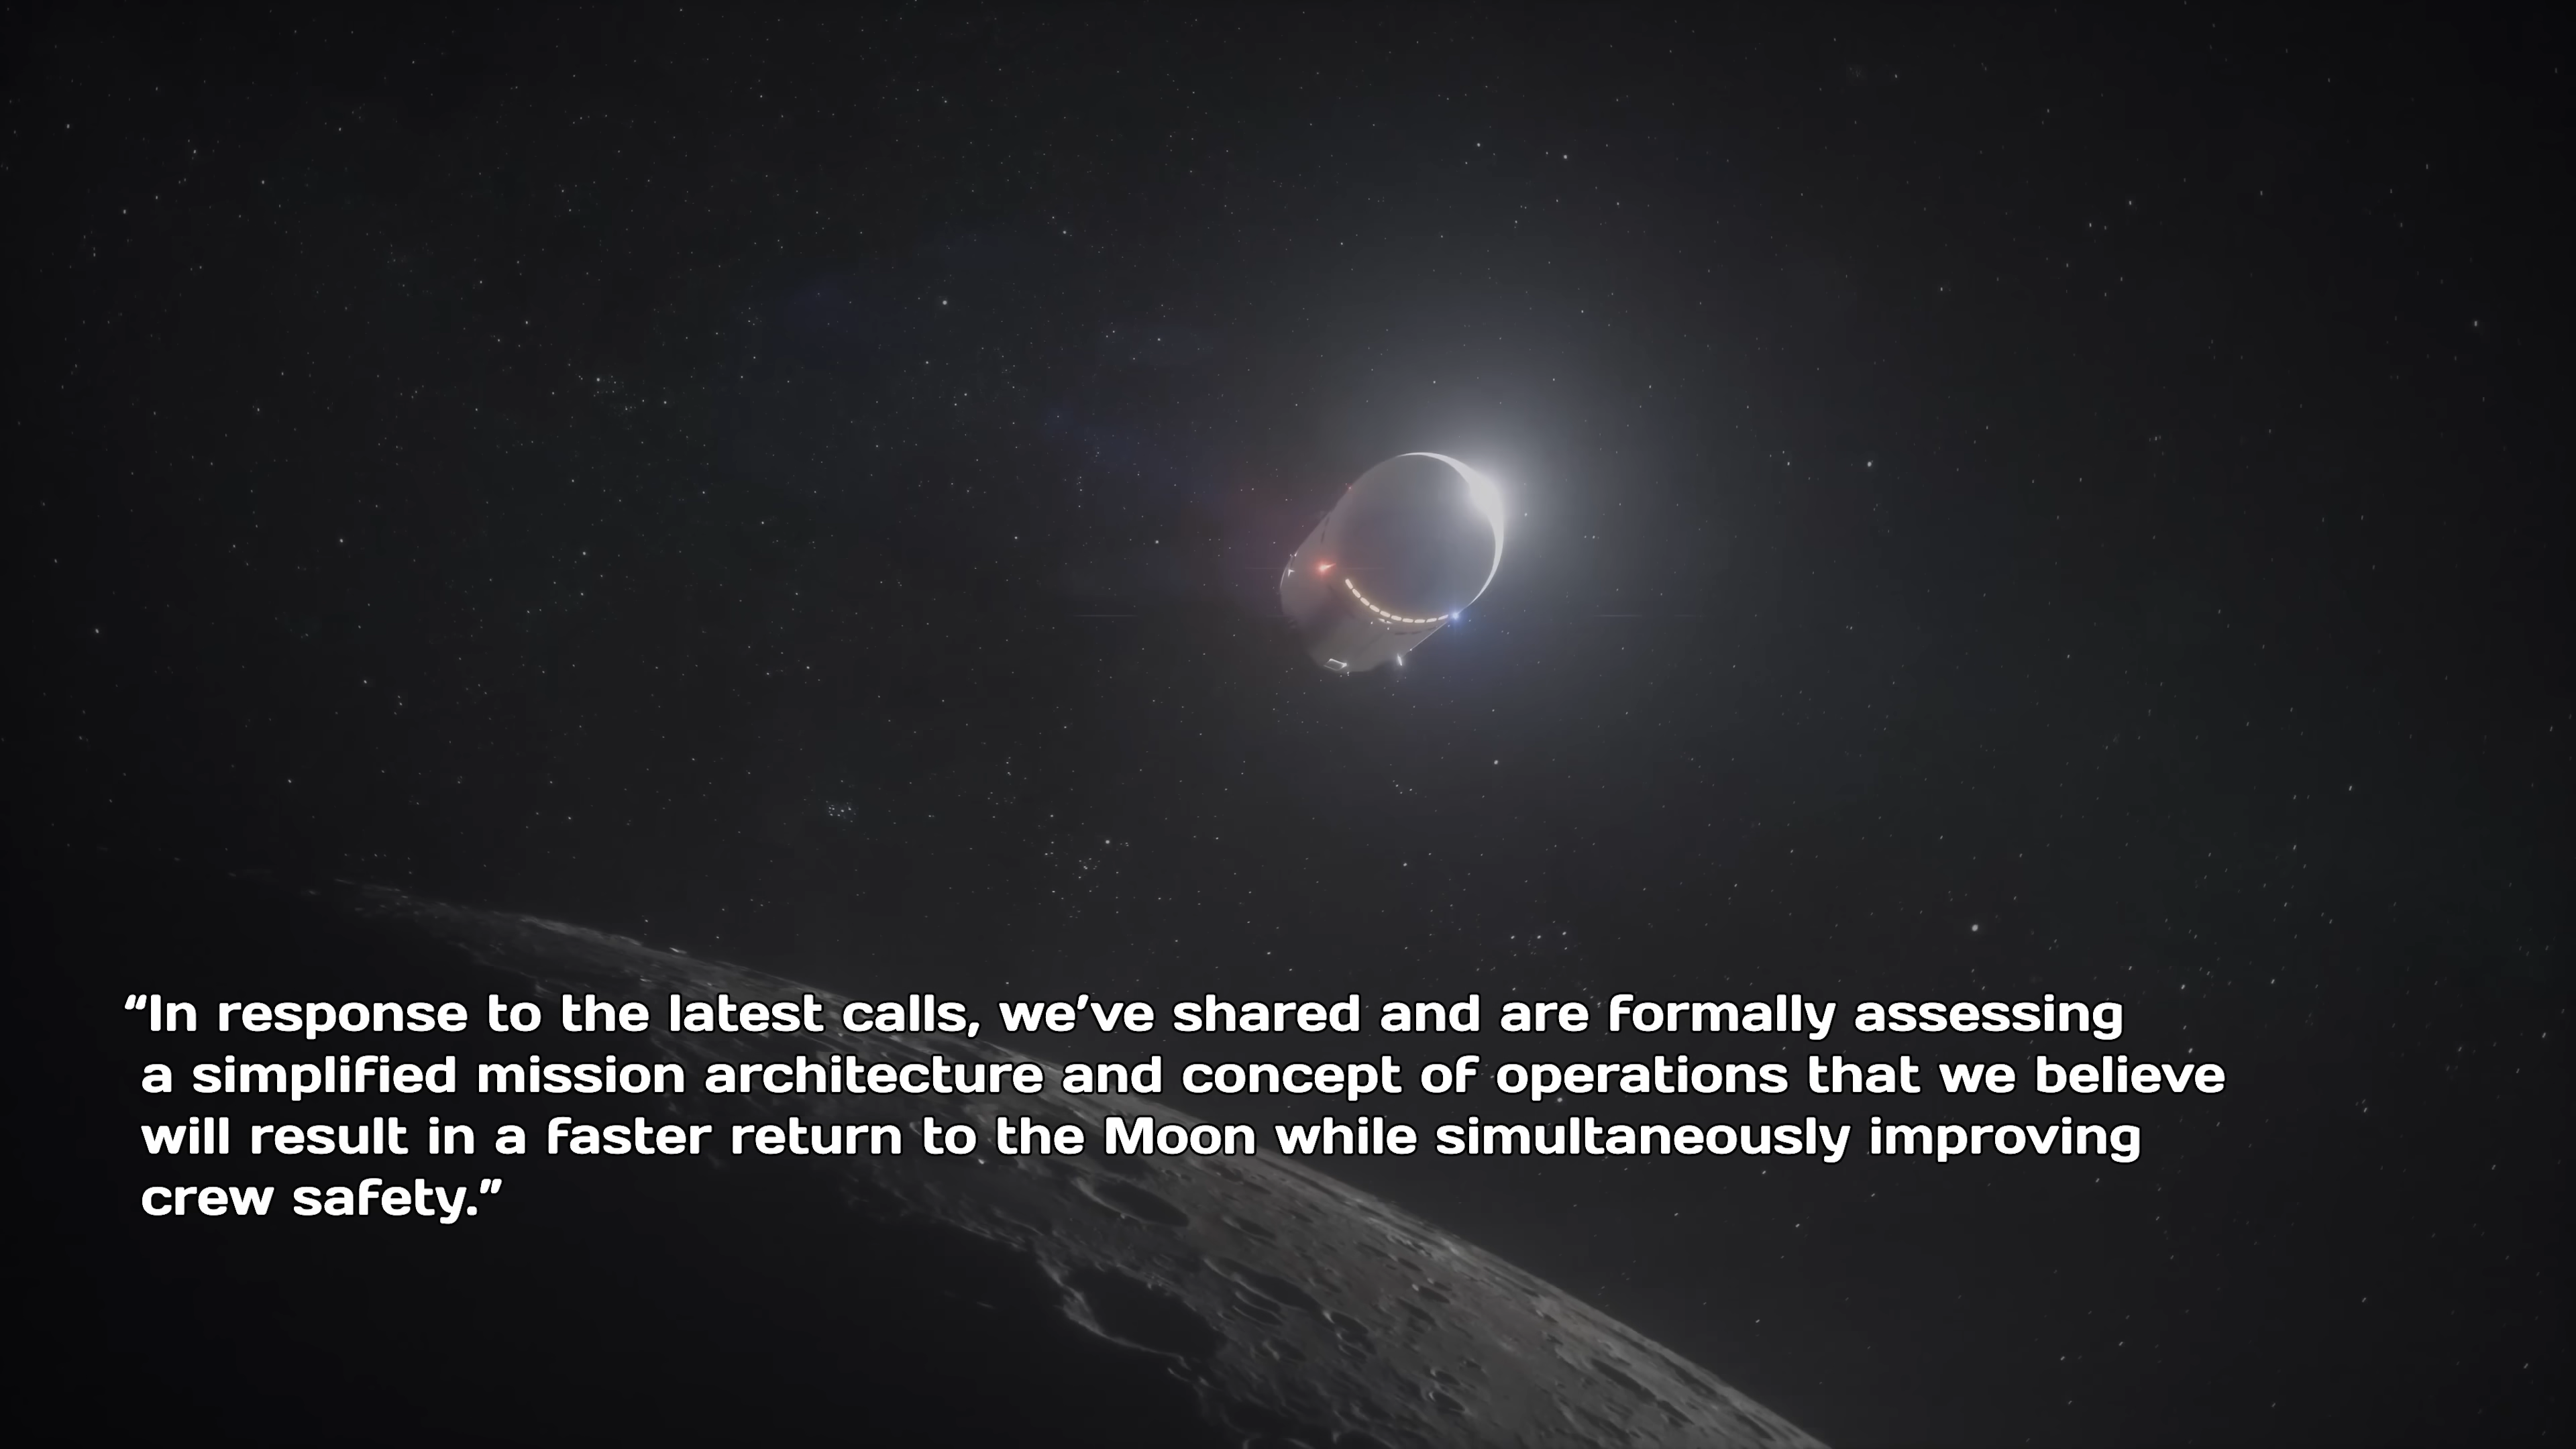 “In response to the latest calls, we’ve shared and are formally assessing
a simplified mission architecture and concept of operations that we believe
will result in a faster return to the Moon while simultaneously improving
crew safety.”